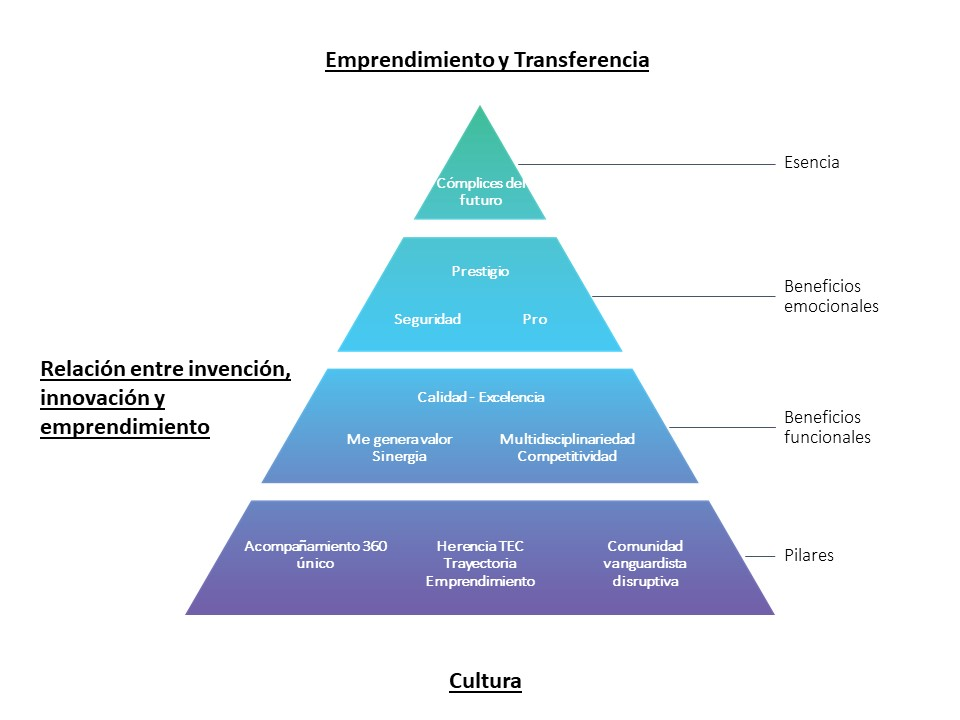 Emprendimiento y Transferencia
Cómplices del
futuro
Esencia
Prestigio
Seguridad
Pro
Beneficios
emocionales
Relación entre invención,
innovación y
emprendimiento
Calidad - Excelencia
Me genera valor
Sinergia
Multidisciplinariedad
Competitividad
Beneficios
funcionales
Acompañamiento 360
único
Herencia TEC
Trayectoria
Emprendimiento
Comunidad
vanguardista
disruptiva
Pilares
Cultura